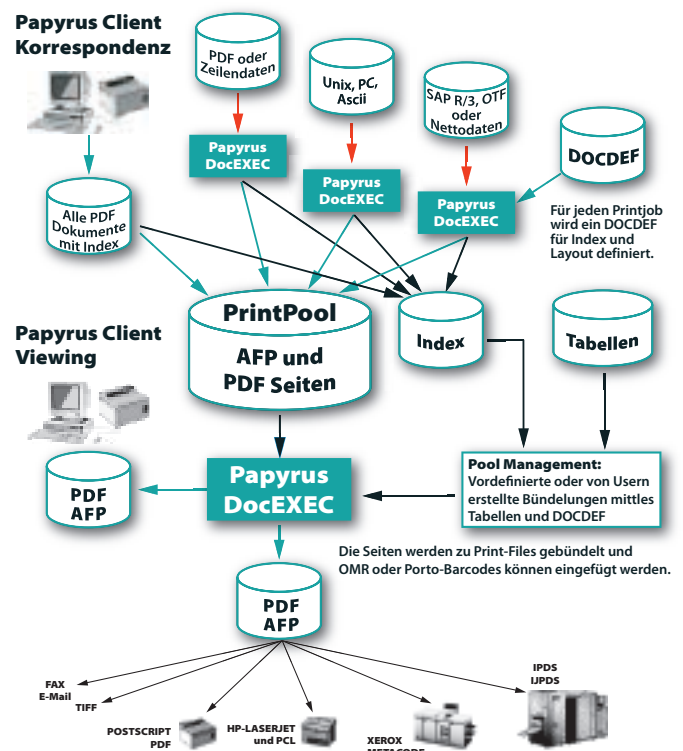 Papyrus Client
Korrespondenz
PDF oder
Zeilendaten
Unix, PC,
Ascii
SAP R/3, OTF
oder
Nettodaten
DOCDEF
Papyrus
DocEXEC
Papyrus
DocEXEC
Papyrus
DocEXEC
Für jeden Printjob
wird ein DOCDEF
für Index und
Layout definiert.
Alle PDF
Dokumente
mit Index
PrintPool
AFP und
PDF Seiten
Index
Tabellen
Papyrus Client
Viewing
PDF
AFP
Papyrus
DocEXEC
Pool Management:
Vordefinierte oder von Usern
erstellte Bündelungen mittles
Tabellen und DOCDEF
Die Seiten werden zu Print-Files gebündelt und
OMR oder Porto-Barcodes können eingefügt werden.
PDF
AFP
FAX
E-Mail
TIFF
POSTSCRIPT
PDF
HP-LASERJET
und PCL
XEROX
METACODE
IPDS
IJPDS